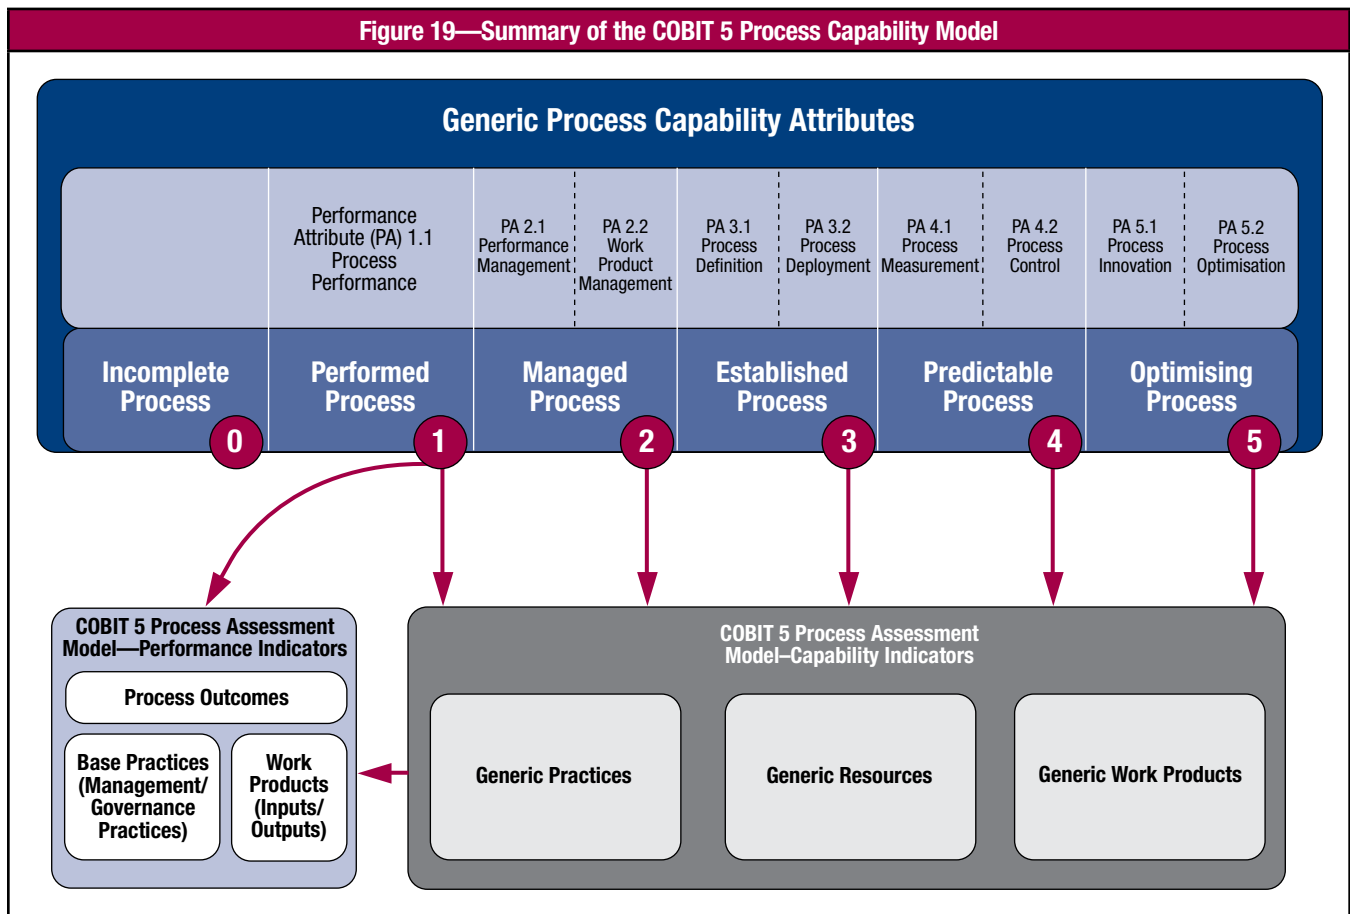 Figure 19—Summary of the COBIT 5 Process Capability Model
Generic Process Capability Attributes
Performance
Attribute (PA) 1.1
Process
Performance
PA 2.1
Performance
Management
PA 2.2
Work
Product
Management
PA 3.1
Process
Definition
PA 3.2
Process
Deployment
PA 4.1
Process
Measurement
PA 4.2
Process
Control
PA 5.1
Process
Innovation
PA 5.2
Process
Optimisation
Incomplete
Process
0
Performed
Process
1
Managed
Process
2
Established
Process
3
Predictable
Process
4
Optimising
Process
5
COBIT 5 Process Assessment
Model—Performance Indicators
Process Outcomes
Base Practices
(Management/
Governance
Practices)
Work
Products
(Inputs/
Outputs)
COBIT 5 Process Assessment
Model–Capability Indicators
Generic Practices
Generic Resources
Generic Work Products